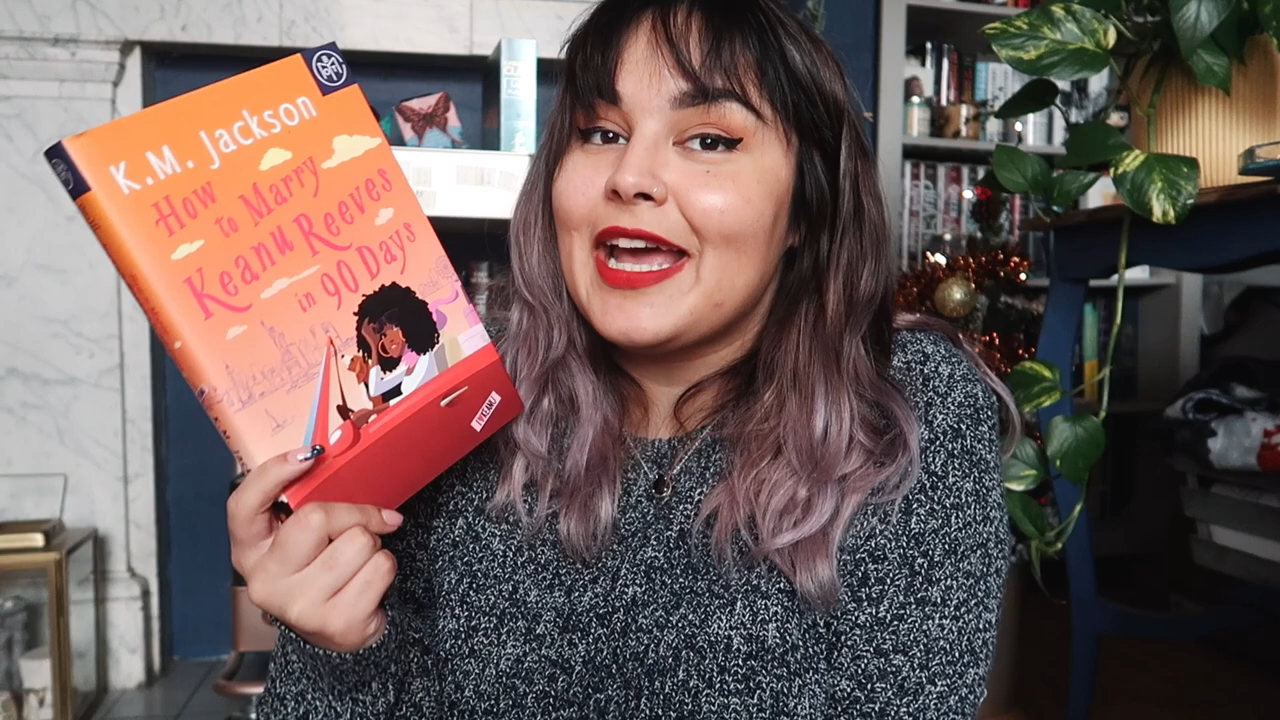 K.M. Jackson
How
to Marry
Keanu Reeves
in 90 Days